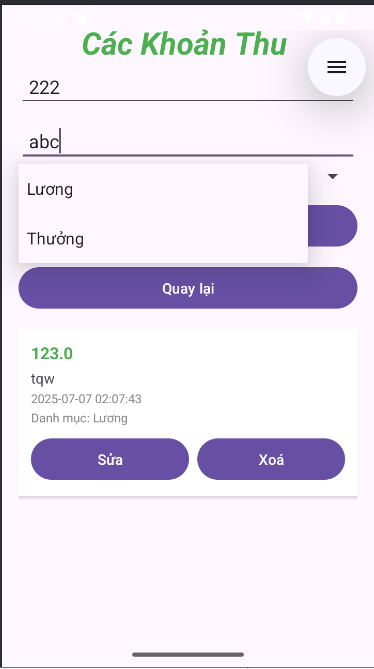 Các Khoản Thu
222
abc
Lương
Thưởng
Quay lại
123.0
tqw
2025-07-07 02:07:43
Danh mục: Lương
Sửa
Xoá